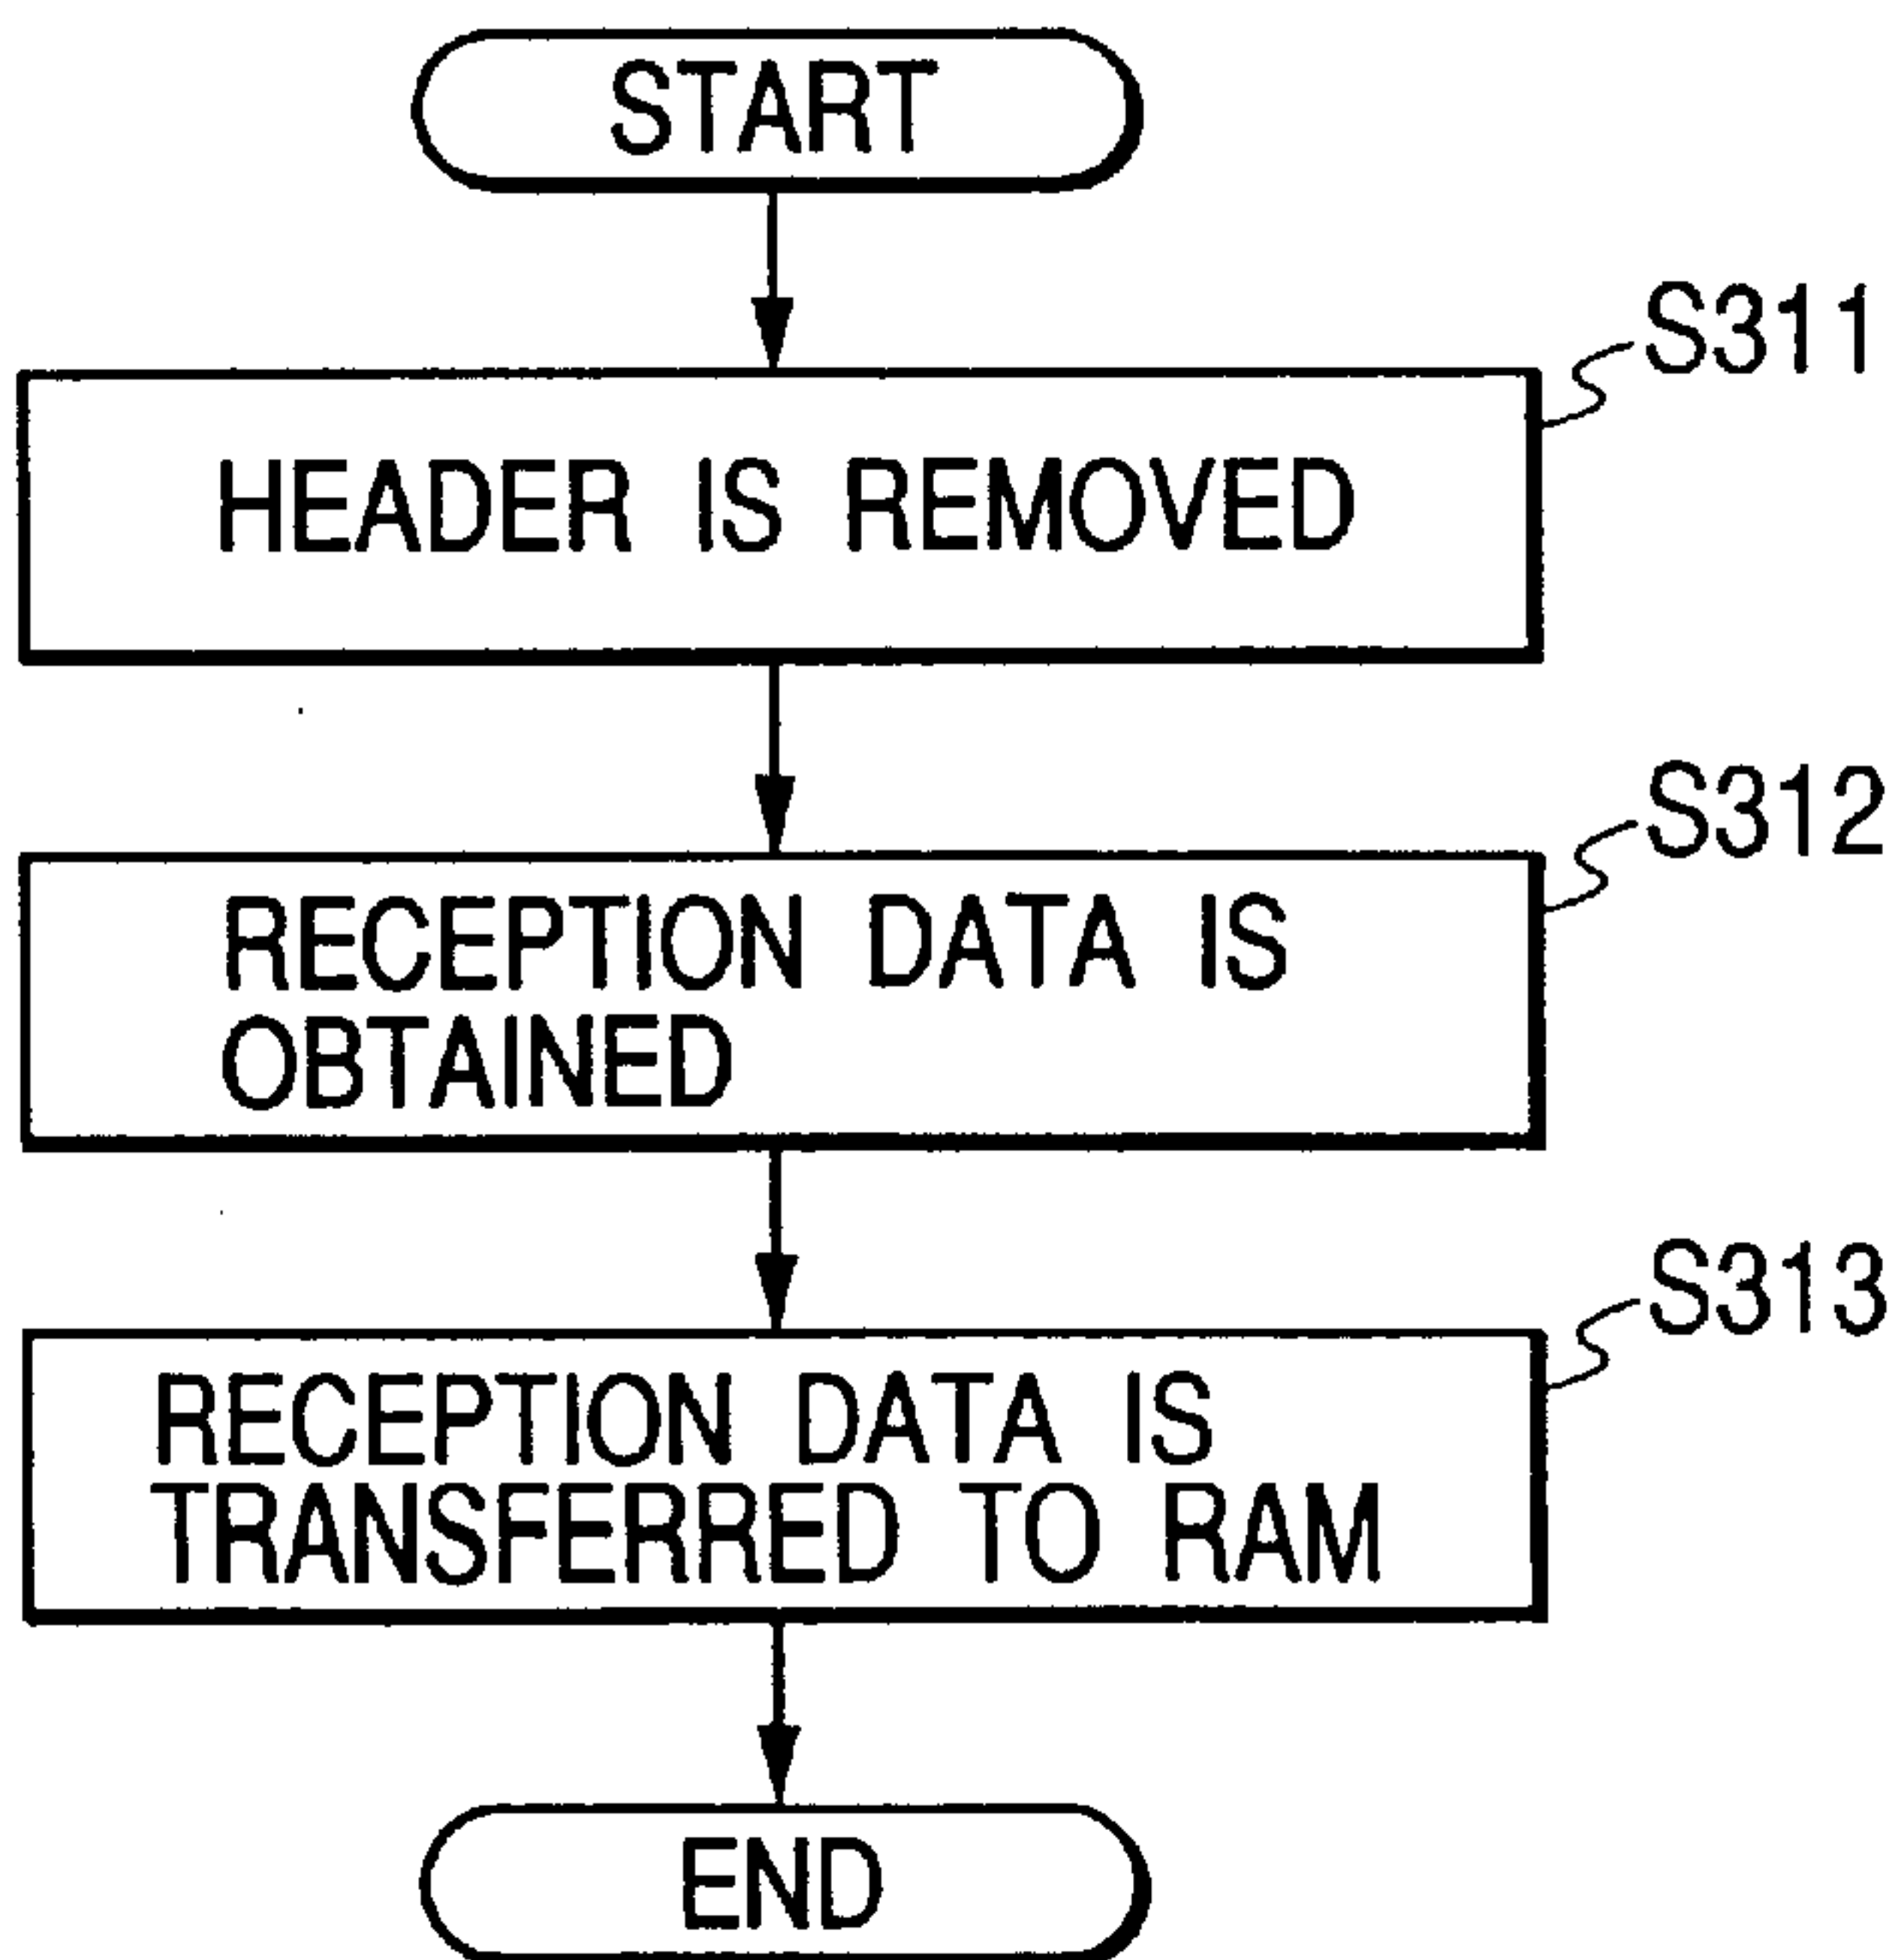 START
S311
HEADER IS REMOVED
S312
RECEPTION DATA IS
OBTAINED
S313
RECEPTION DATA IS
TRANSFERRED TO RAM
END